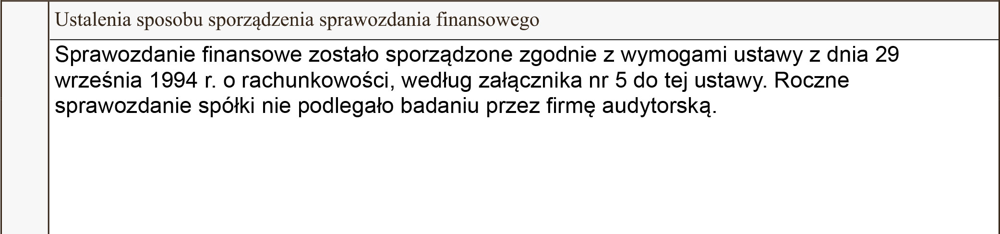 Ustalenia sposobu sporządzenia sprawozdania finansowego
Sprawozdanie finansowe zostało sporządzone zgodnie z wymogami ustawy z dnia 29
września 1994 r. o rachunkowości, według załącznika nr 5 do tej ustawy. Roczne
sprawozdanie spółki nie podlegało badaniu przez firmę audytorską.